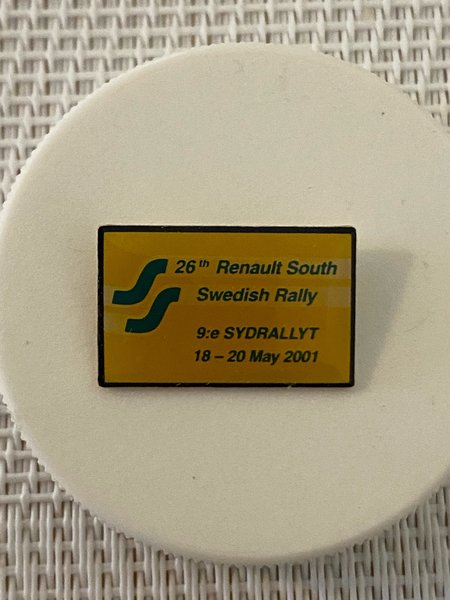 26th Renault South
Swedish Rally
9:e SYDRALLYT
18 – 20 May 2001